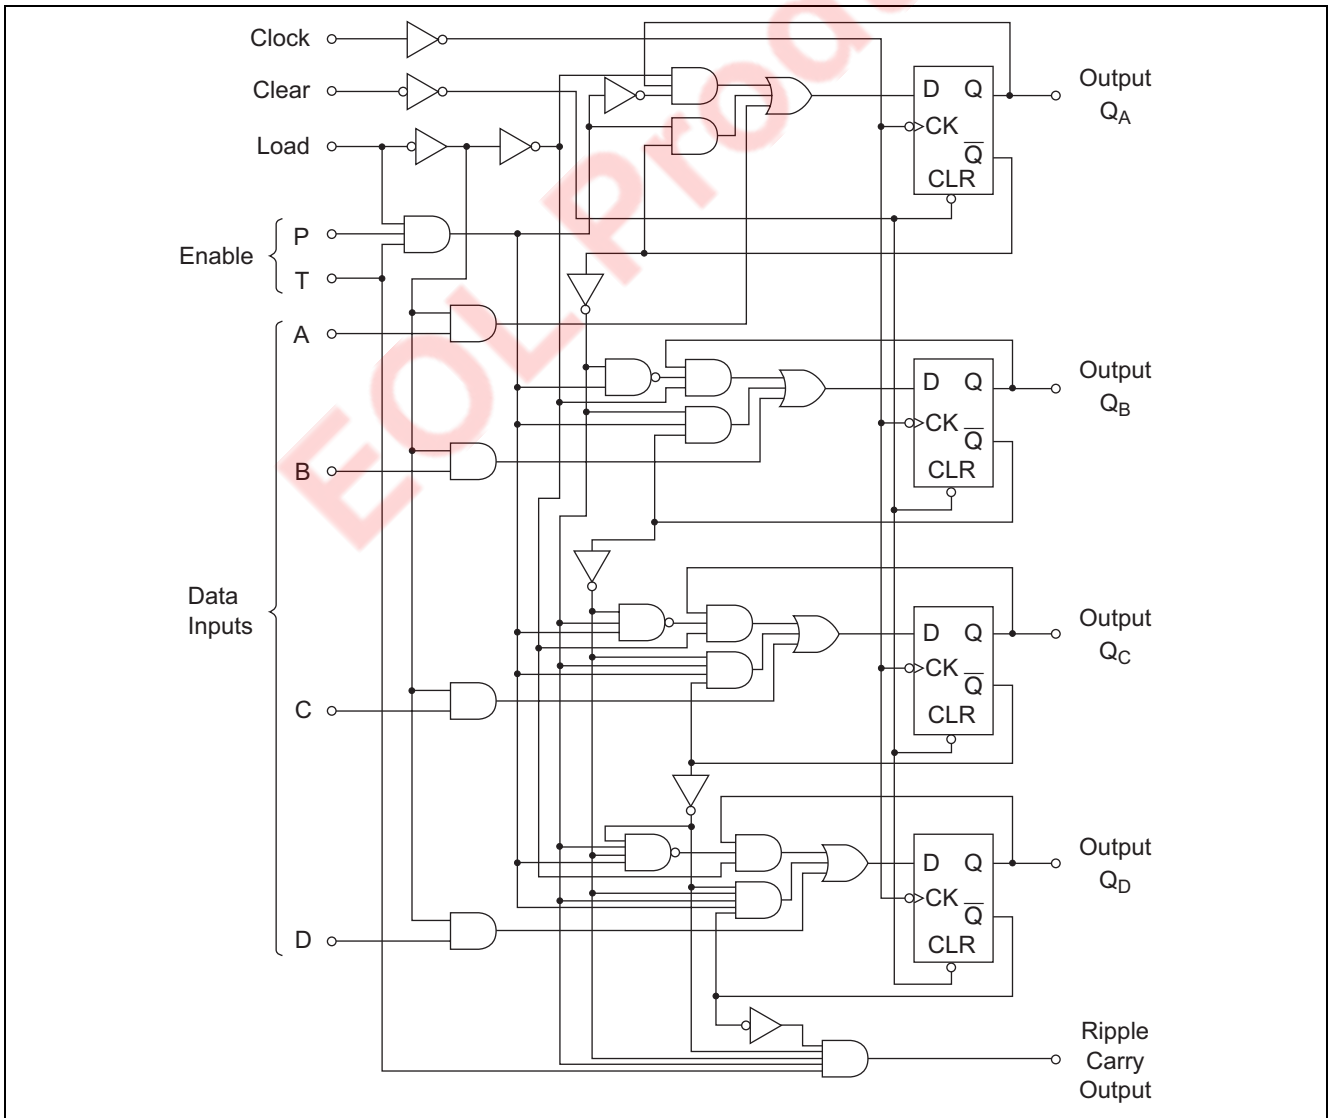 Clock
Clear
Load
Enable
P
T
A
B
Data
Inputs
C
D
D Q
CK
Q
CLR
Output
QA
D Q
CK
Q
CLR
Output
QB
D Q
CK
Q
CLR
Output
QC
D Q
CK
Q
CLR
Output
QD
Ripple
Carry
Output